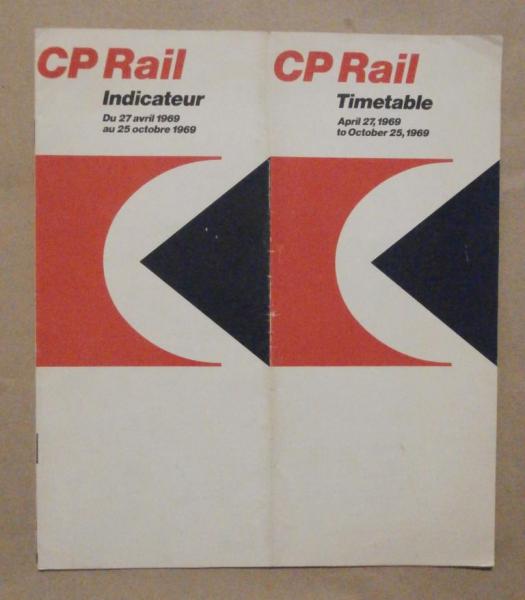 CP Rail
Indicateur
Du 27 avril 1969
au 25 octobre 1969
CP Rail
Timetable
April 27, 1969
to October 25, 1969